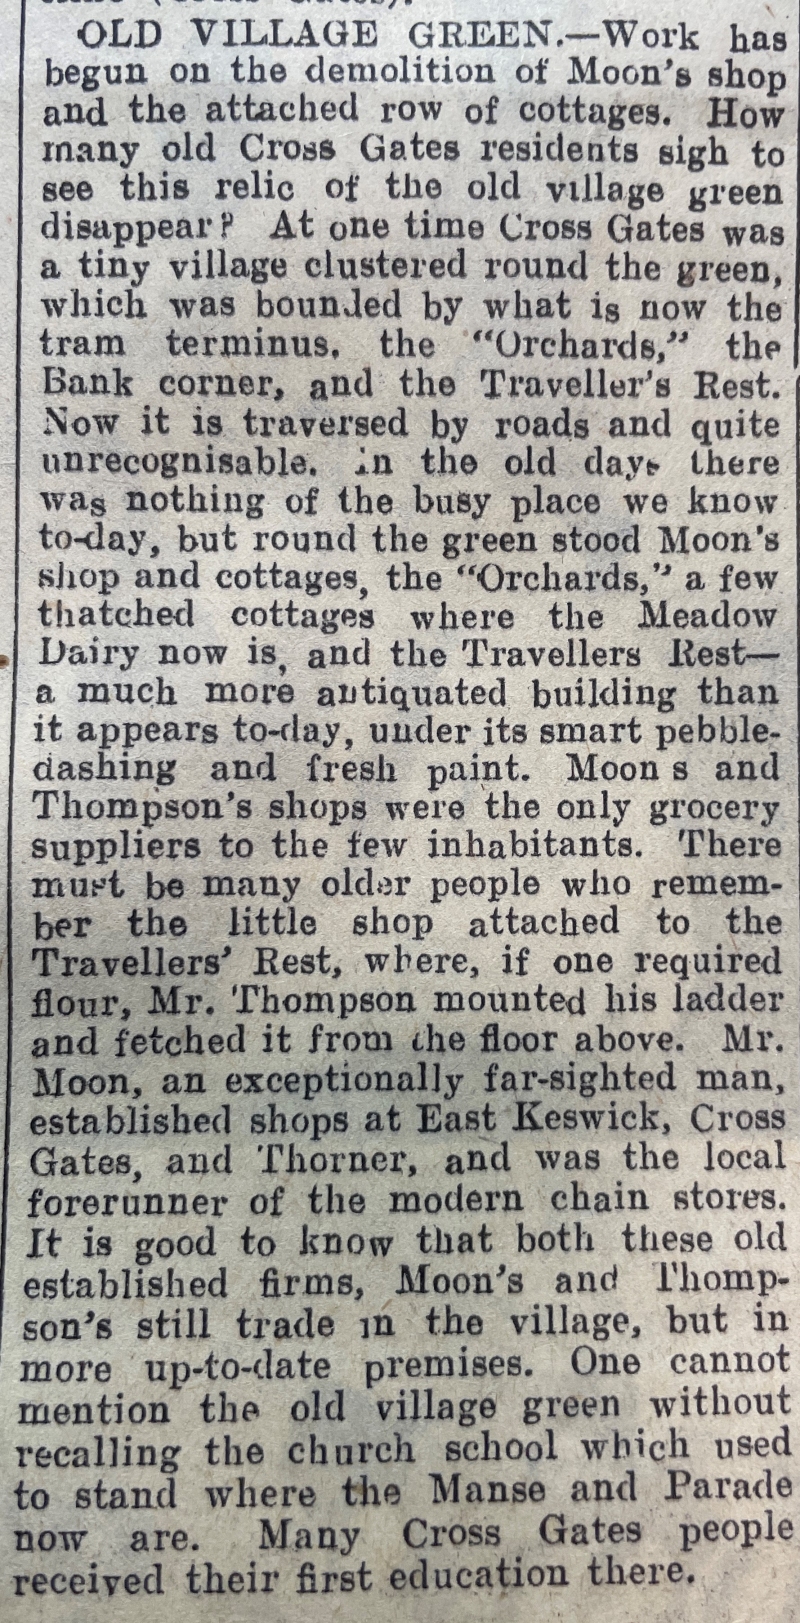 OLD VILLAGE GREEN.—Work has
begun on the demolition of Moon's shop
and the attached row of cottages. How
many old Cross Gates residents sigh to
see this relic of the old village green
disappear? At one time Cross Gates was
a tiny village clustered round the green,
which was bounded by what is now the
tram terminus, the "Orchards," the
Bank corner, and the Traveller's Rest.
Now it is traversed by roads and quite
unrecognisable. in the old days there
was nothing of the busy place we know
to-day, but round the green stood Moon's
shop and cottages, the "Orchards," a few
thatched cottages where the Meadow
Dairy now is, and the Travellers Rest—
a much more antiquated building than
it appears to-day, under its smart pebble-
dashing and fresh paint. Moon s and
Thompson's shops were the only grocery
suppliers to the few inhabitants. There
must be many older people who remem-
ber the little shop attached to the
Travellers' Rest, where, if one required
flour, Mr. Thompson mounted his ladder
and fetched it from the floor above. Mr.
Moon, an exceptionally far-sighted man,
established shops at East Keswick, Cross
Gates, and Thorner, and was the local
forerunner of the modern chain stores.
It is good to know that both these old
established firms, Moon's and Thomp-
son's still trade in the village, but in
more up-to-date premises. One cannot
mention the old village green without
recalling the church school which used
to stand where the Manse and Parade
now are. Many Cross Gates people
received their first education there.